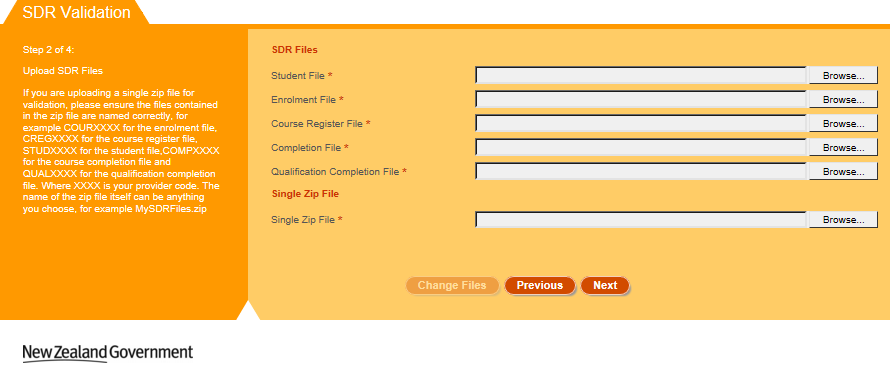 SDR Validation
Step 2 of 4:
Upload SDR Files
If you are uploading a single zip file for
validation, please ensure the files contained
in the zip file are named correctly, for
example COURXXXX for the enrolment file,
CREGXXXX for the course register file,
STUDXXXX for the student file,COMPXXXX
for the course completion file and
QUALXXXX for the qualification completion
file. Where XXXX is your provider code. The
name of the zip file itself can be anything
you choose, for example MySDRFiles.zip
SDR Files
Student File * Browse...
Enrolment File * Browse...
Course Register File * Browse...
Completion File * Browse...
Qualification Completion File * Browse...
Single Zip File
Single Zip File * Browse...
Change Files Previous Next
New Zealand Government